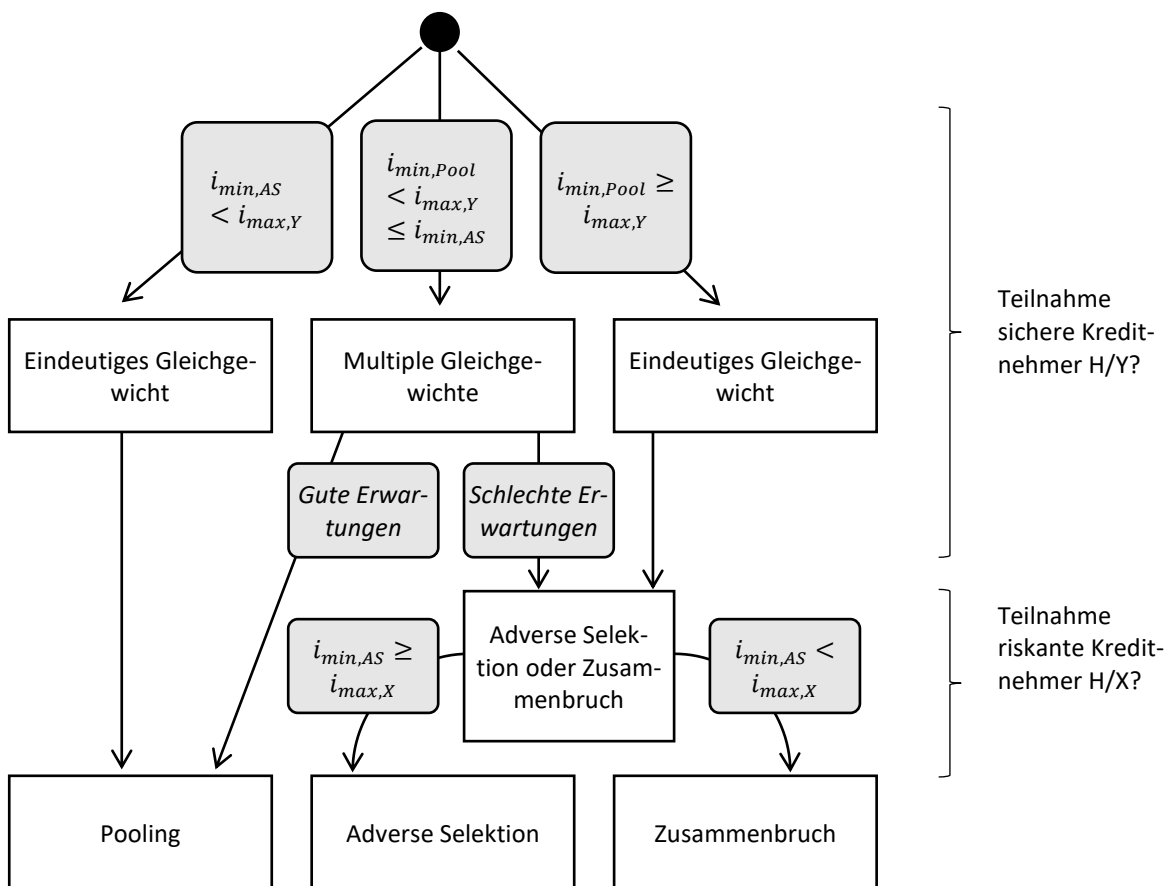 i_{min,AS}
< i_{max,Y}
i_{min,Pool}
< i_{max,Y}
≤ i_{min,AS}
i_{min,Pool} ≥
i_{max,Y}
Eindeutiges Gleichge-
wicht
Multiple Gleichge-
wichte
Eindeutiges Gleichge-
wicht
Teilnahme
sichere Kredit-
nehmer H/Y?
Gute Erwar-
tungen
Schlechte Er-
wartungen
i_{min,AS} ≥
i_{max,X}
Adverse Selek-
tion oder Zusam-
menbruch
i_{min,AS} <
i_{max,X}
Teilnahme
riskante Kredit-
nehmer H/X?
Pooling
Adverse Selektion
Zusammenbruch